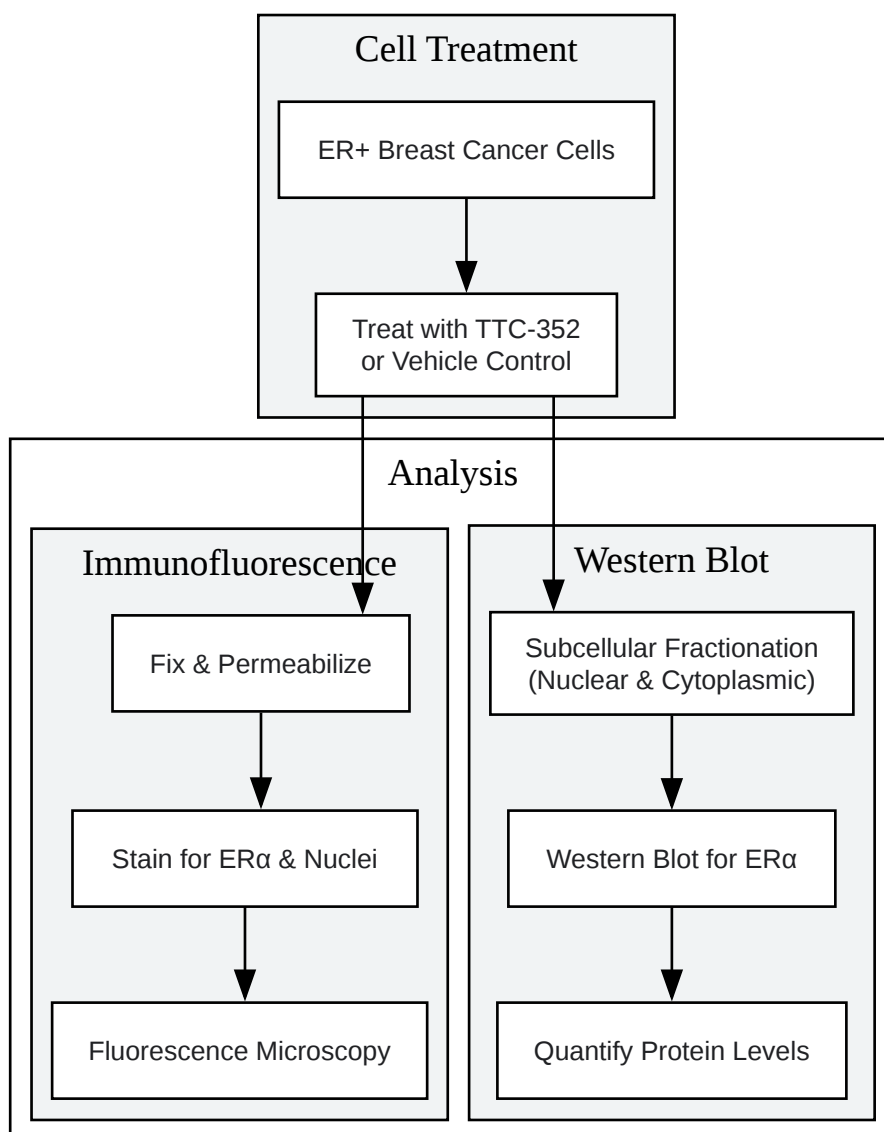 Cell Treatment
ER+ Breast Cancer Cells
Treat with TTC-352
or Vehicle Control
Analysis
Immunofluorescence
Fix & Permeabilize
Stain for ERα & Nuclei
Fluorescence Microscopy
Western Blot
Subcellular Fractionation
(Nuclear & Cytoplasmic)
Western Blot for ERα
Quantify Protein Levels